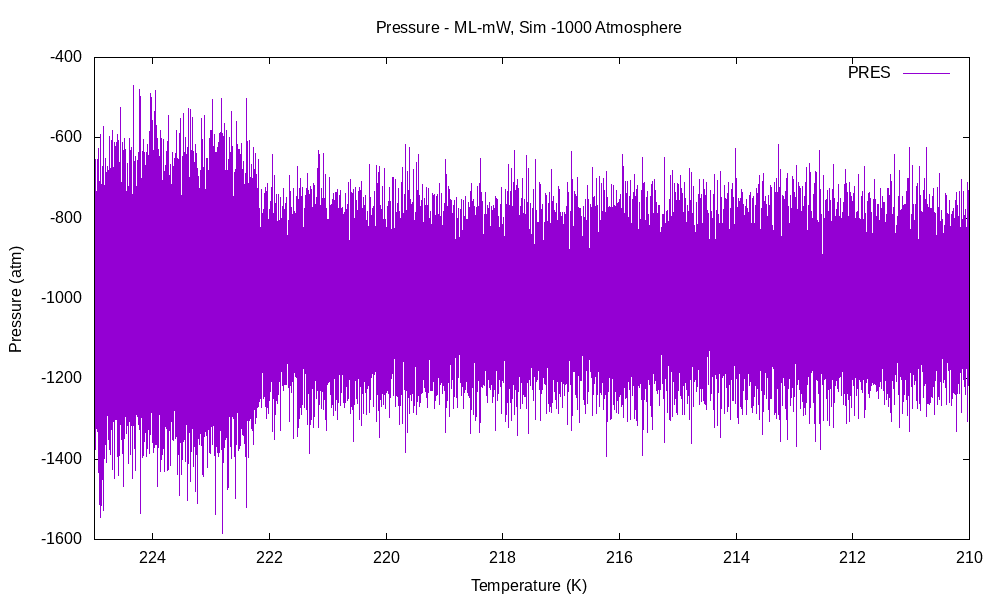 Pressure - ML-mW, Sim -1000 Atmosphere
PRES
-400
-600
-800
-1000
-1200
-1400
-1600
Pressure (atm)
224 222 220 218 216 214 212 210
Temperature (K)